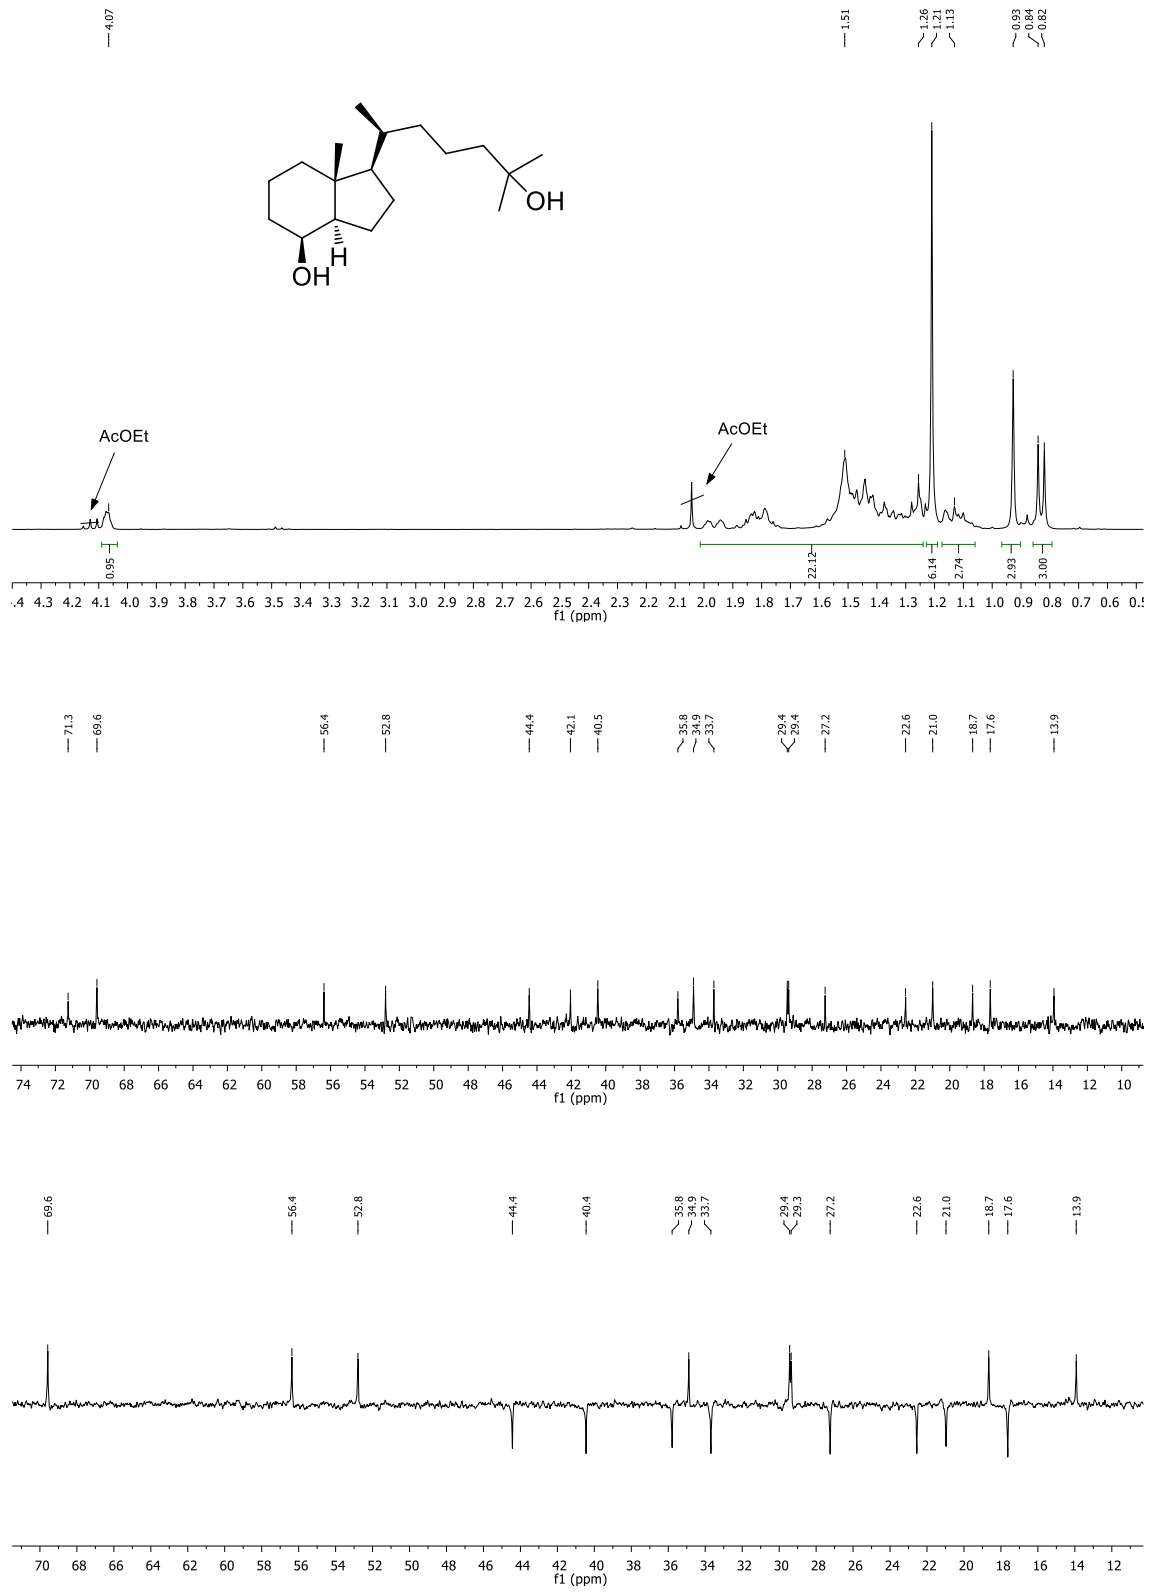 4.07 1.51 1.26 1.21 1.13 0.93 0.84 0.82
OH
H
OH
AcOEt
AcOEt
0.95 22.12 6.14 2.74 2.93 3.00
.4 4.3 4.2 4.1 4.0 3.9 3.8 3.7 3.6 3.5 3.4 3.3 3.2 3.1 3.0 2.9 2.8 2.7 2.6 2.5 2.4 2.3 2.2 2.1 2.0 1.9 1.8 1.7 1.6 1.5 1.4 1.3 1.2 1.1 1.0 0.9 0.8 0.7 0.6 0.5
f1 (ppm)
71.3 69.6 56.4 52.8 44.4 42.1 40.5 35.8 34.9 33.7 29.4 29.4 27.2 22.6 21.0 18.7 17.6 13.9
74 72 70 68 66 64 62 60 58 56 54 52 50 48 46 44 42 40 38 36 34 32 30 28 26 24 22 20 18 16 14 12 10
f1 (ppm)
69.6 56.4 52.8 44.4 40.4 35.8 34.9 33.7 29.4 29.3 27.2 22.6 21.0 18.7 17.6 13.9
70 68 66 64 62 60 58 56 54 52 50 48 46 44 42 40 38 36 34 32 30 28 26 24 22 20 18 16 14 12
f1 (ppm)